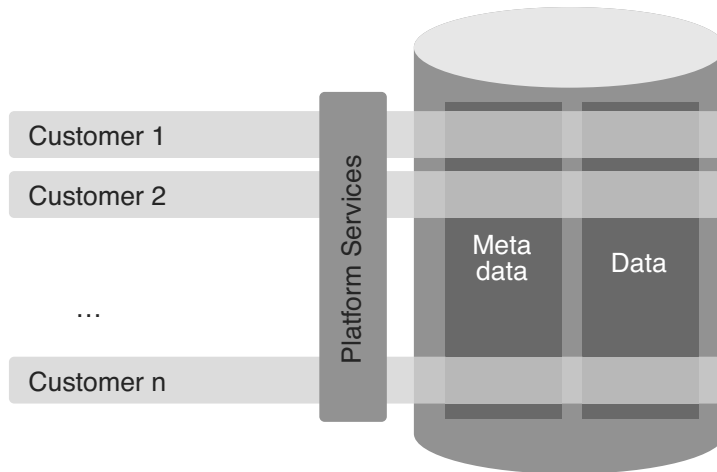 Customer 1
Customer 2
...
Customer n
Platform Services
Meta
data
Data